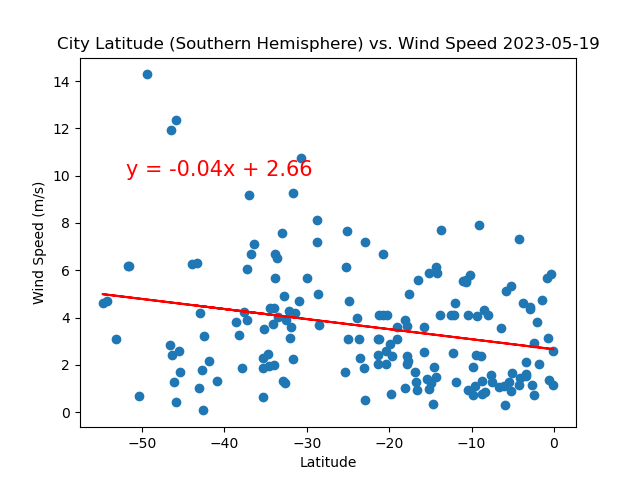 City Latitude (Southern Hemisphere) vs. Wind Speed 2023-05-19
14
12
10
8
6
4
2
0
y = -0.04x + 2.66
Wind Speed (m/s)
−50 −40 −30 −20 −10 0
Latitude